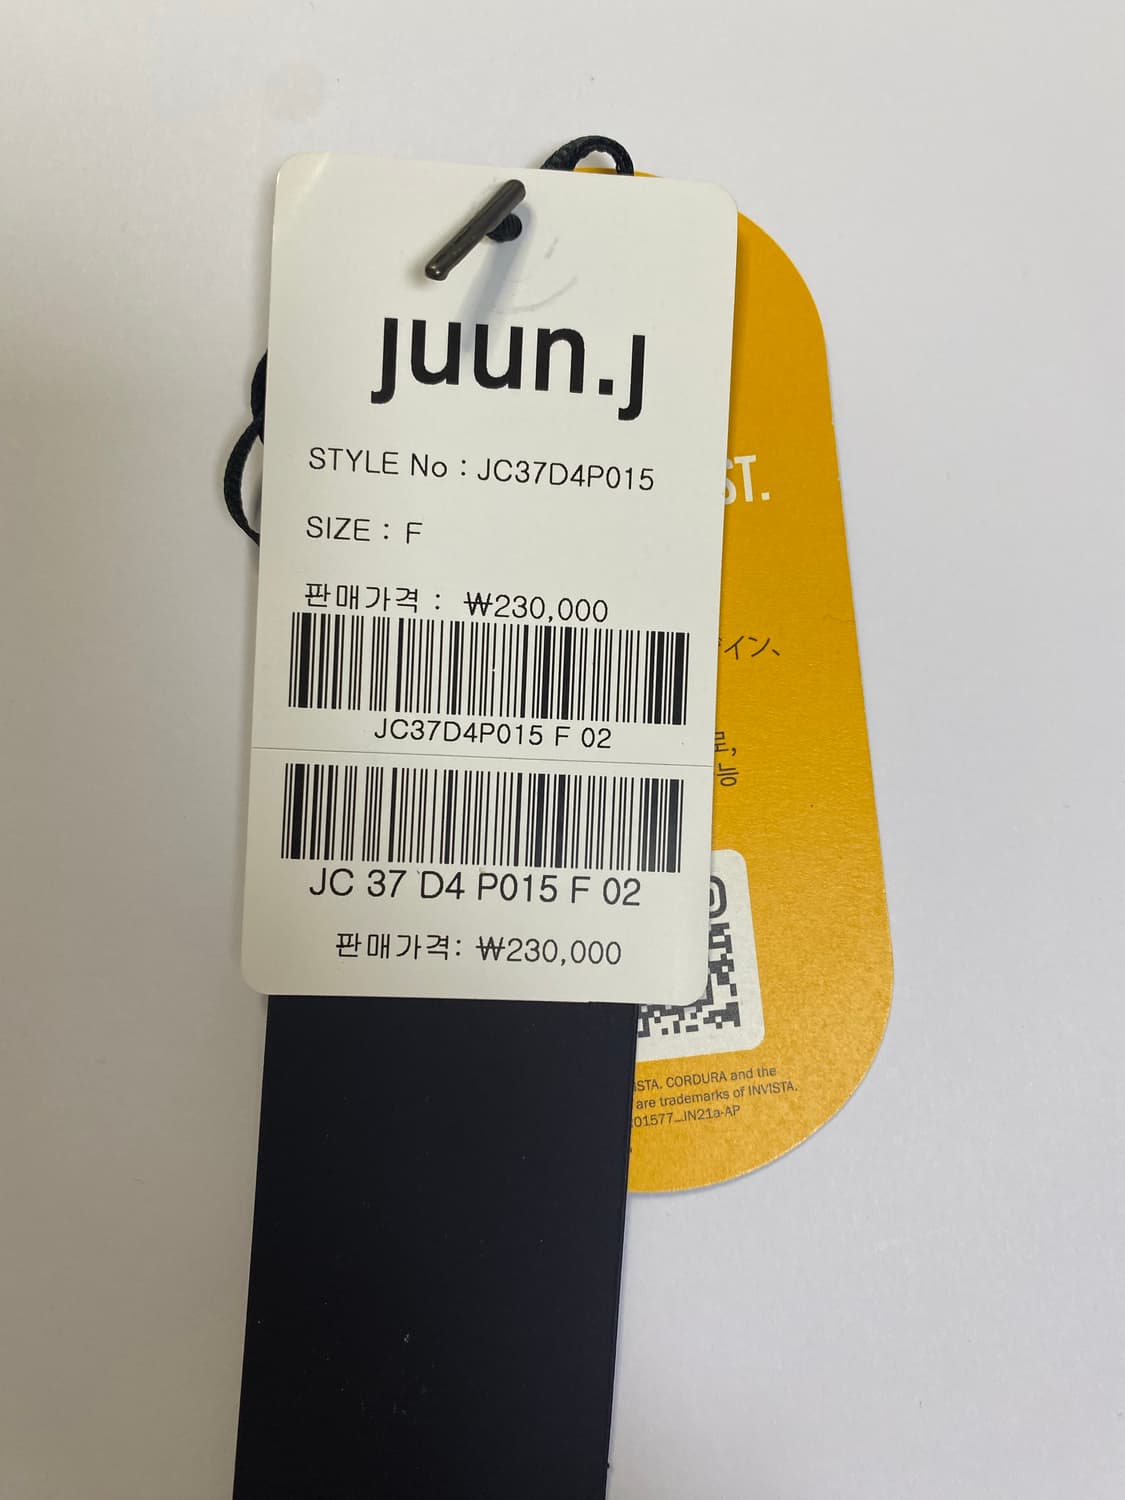 juun.j
STYLE No : JC37D4P015
SIZE : F
판매가격 : ₩230,000
JC37D4P015 F 02
JC 37 D4 P015 F 02
판매가격: ₩230,000
ST.
イン、
로,
능
ISTA. CORDURA and the
are trademarks of INVISTA.
01577_IN21a-AP